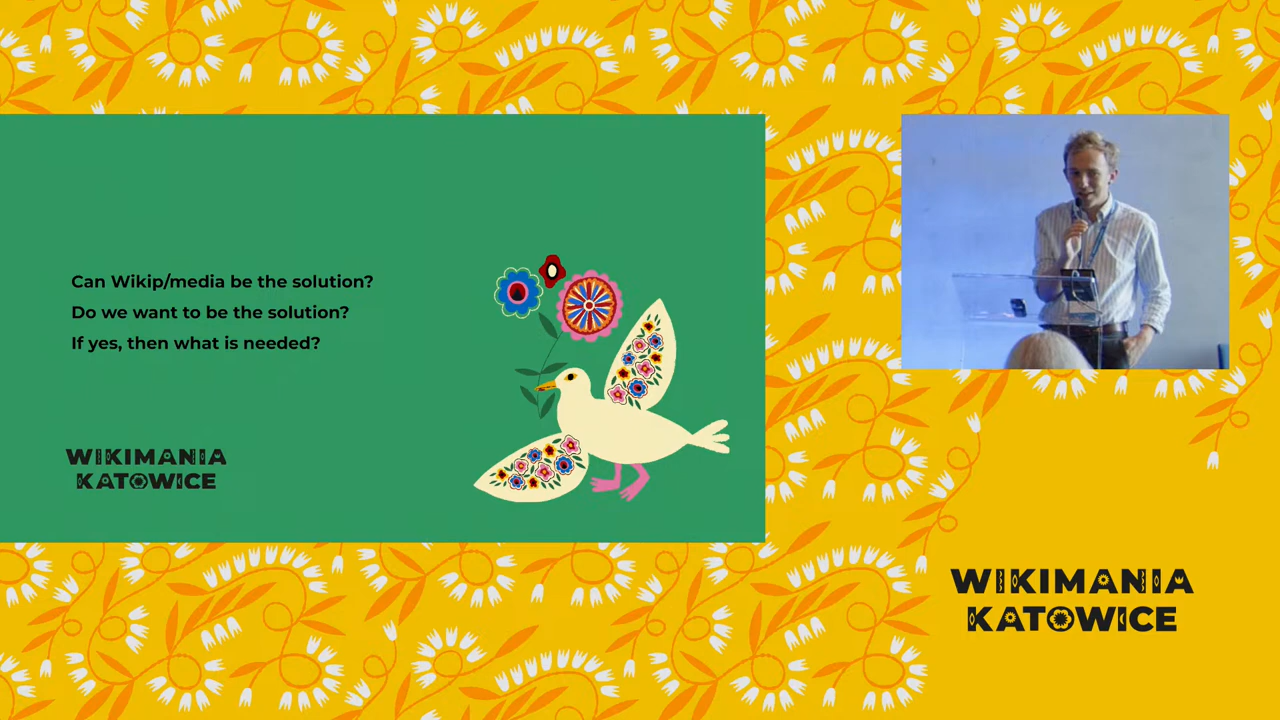 Can Wikip/media be the solution?
Do we want to be the solution?
If yes, then what is needed?
WIKIMANIA
KATOWICE
WIKIMANIA
KATOWICE